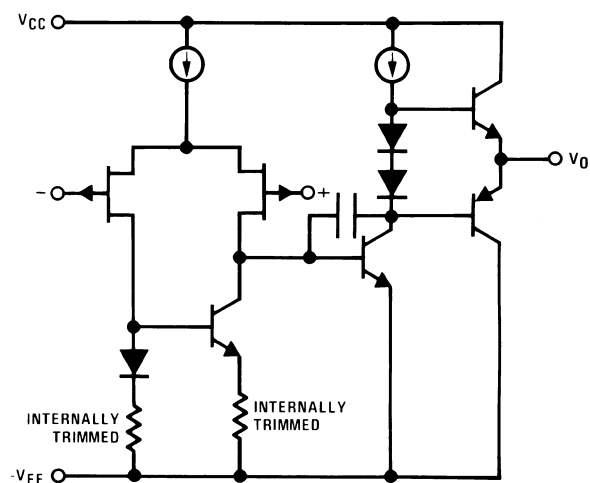 VCC
-
+
VO
INTERNALLY
TRIMMED
INTERNALLY
TRIMMED
-VEE